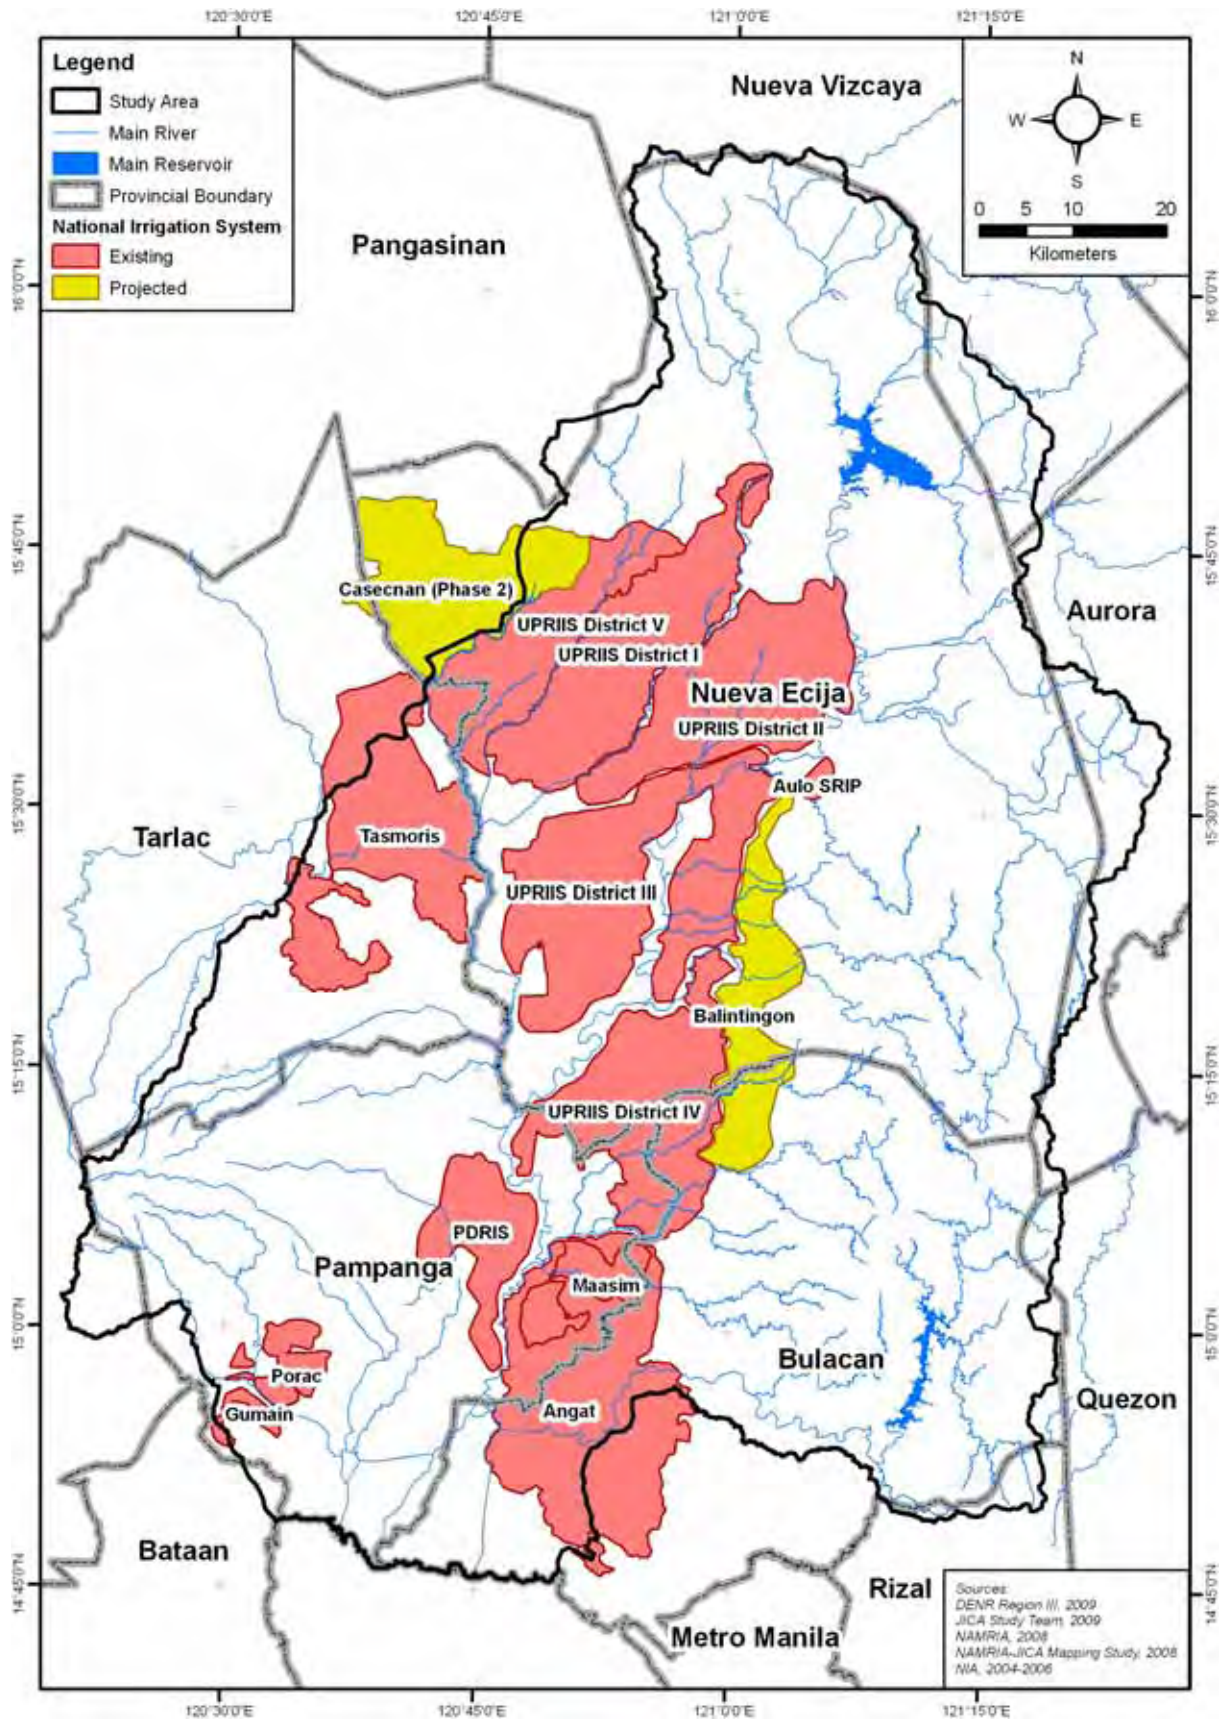 120°30'0"E 120°45'0"E 121°0'0"E 121°15'0"E
Legend
Study Area
Main River
Main Reservoir
Provincial Boundary
National Irrigation System
Existing
Projected
N
W E
S
0 5 10 20
Kilometers
Nueva Vizcaya
Pangasinan
16°0'0"N 16°0'0"N
15°45'0"N 15°45'0"N
Casecnan (Phase 2)
Aurora
UPRIIS District V
UPRIIS District I
Nueva Ecija
UPRIIS District II
Aulo SRIP
15°30'0"N 15°30'0"N
Tarlac
Tasmoris
UPRIIS District III
Balintingon
15°15'0"N 15°15'0"N
UPRIIS District IV
PDRIS
Pampanga
Maasim
15°0'0"N 15°0'0"N
Bulacan
Porac
Quezon
Gumain
Angat
Bataan
14°45'0"N 14°45'0"N
Rizal
Metro Manila
Sources:
DENR Region III, 2009
JICA Study Team, 2009
NAMRIA, 2008
NAMRIA-JICA Mapping Study, 2008
NIA, 2004-2006
120°30'0"E 120°45'0"E 121°0'0"E 121°15'0"E